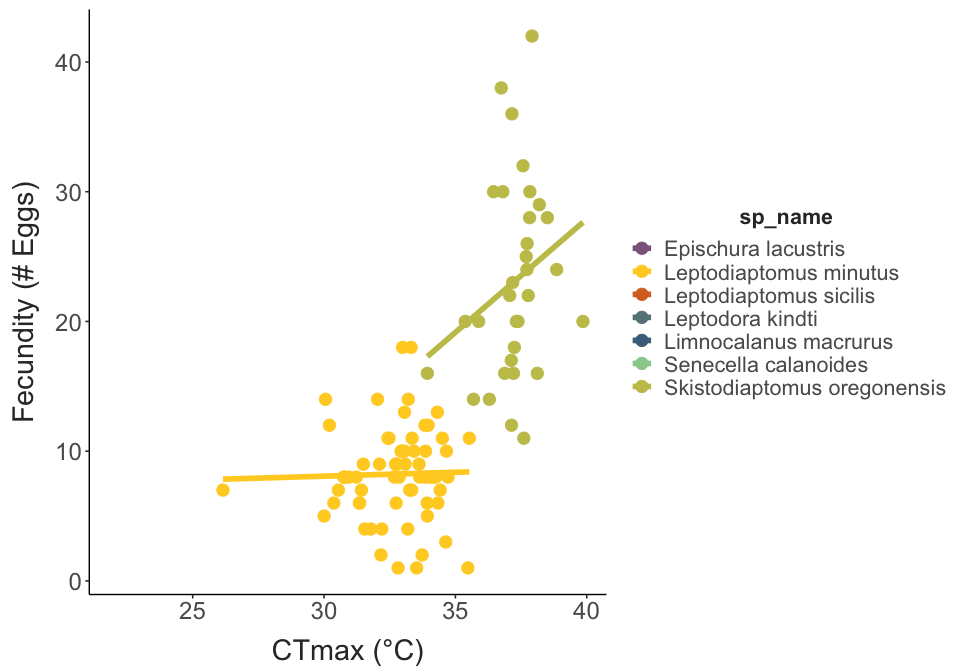 Fecundity (# Eggs)
40
30
20
10
0
25 30 35 40
CTmax (°C)
sp_name
Epischura lacustris
Leptodiaptomus minutus
Leptodiaptomus sicilis
Leptodora kindti
Limnocalanus macrurus
Senecella calanoides
Skistodiaptomus oregonensis